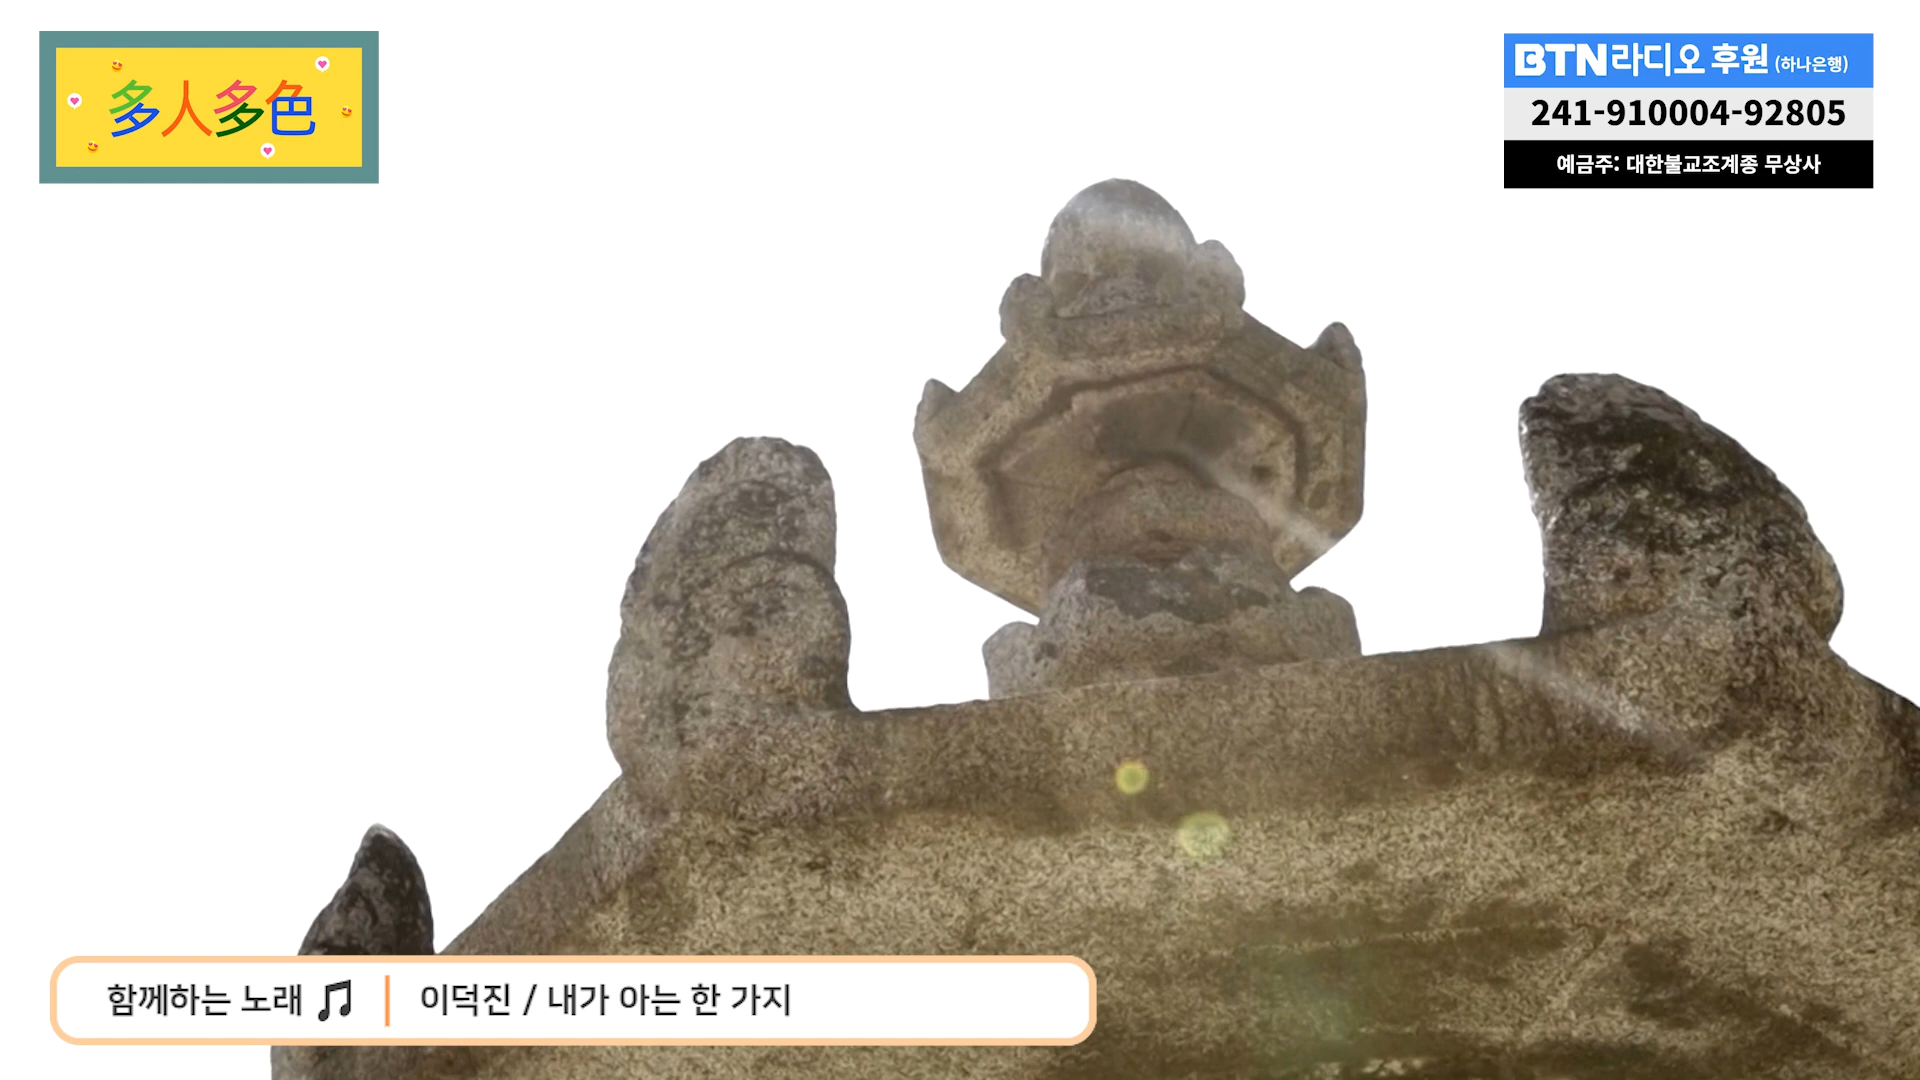 多人多色
BTN라디오 후원 (하나은행)
241-910004-92805
예금주: 대한불교조계종 무상사
함께하는 노래 🎵 | 이덕진 / 내가 아는 한 가지